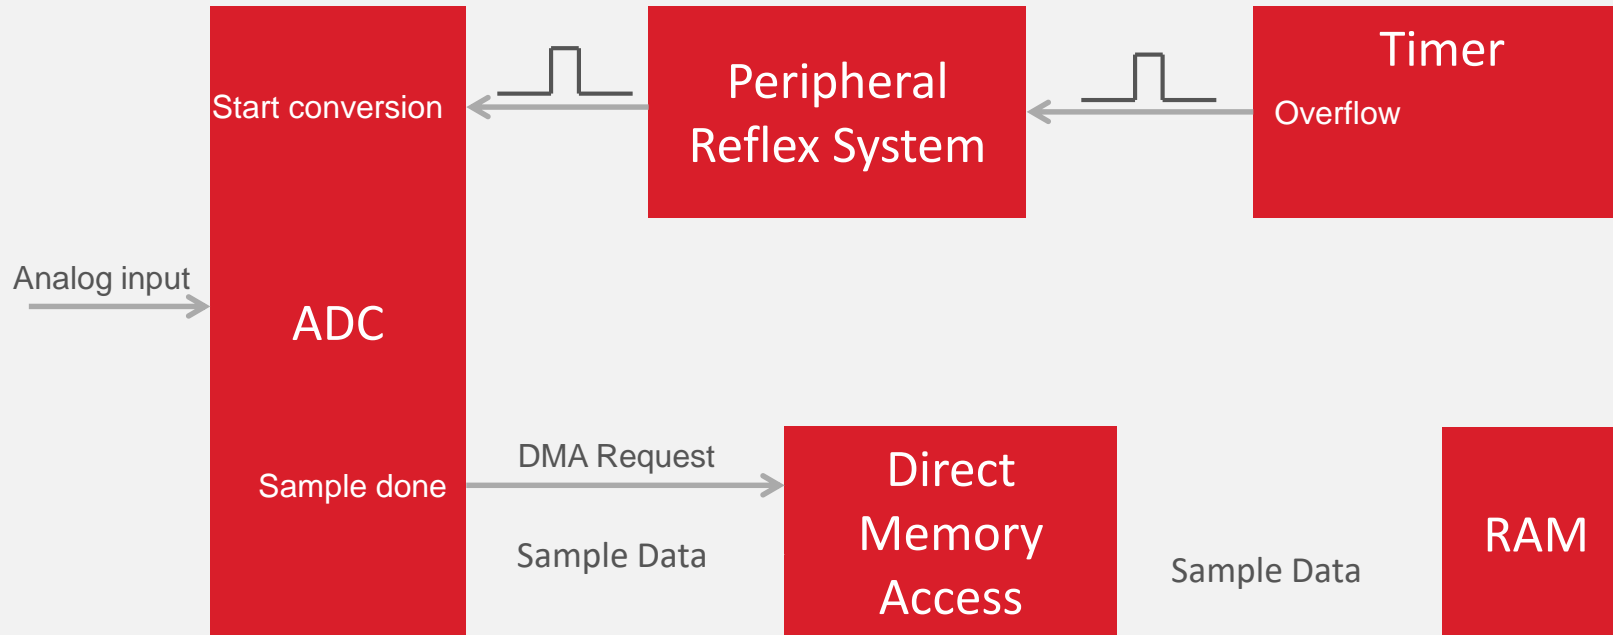 Timer
Peripheral
Reflex System
Start conversion
Overflow
Analog input
ADC
DMA Request
Sample done
Direct
Memory
Access
Sample Data
Sample Data
RAM